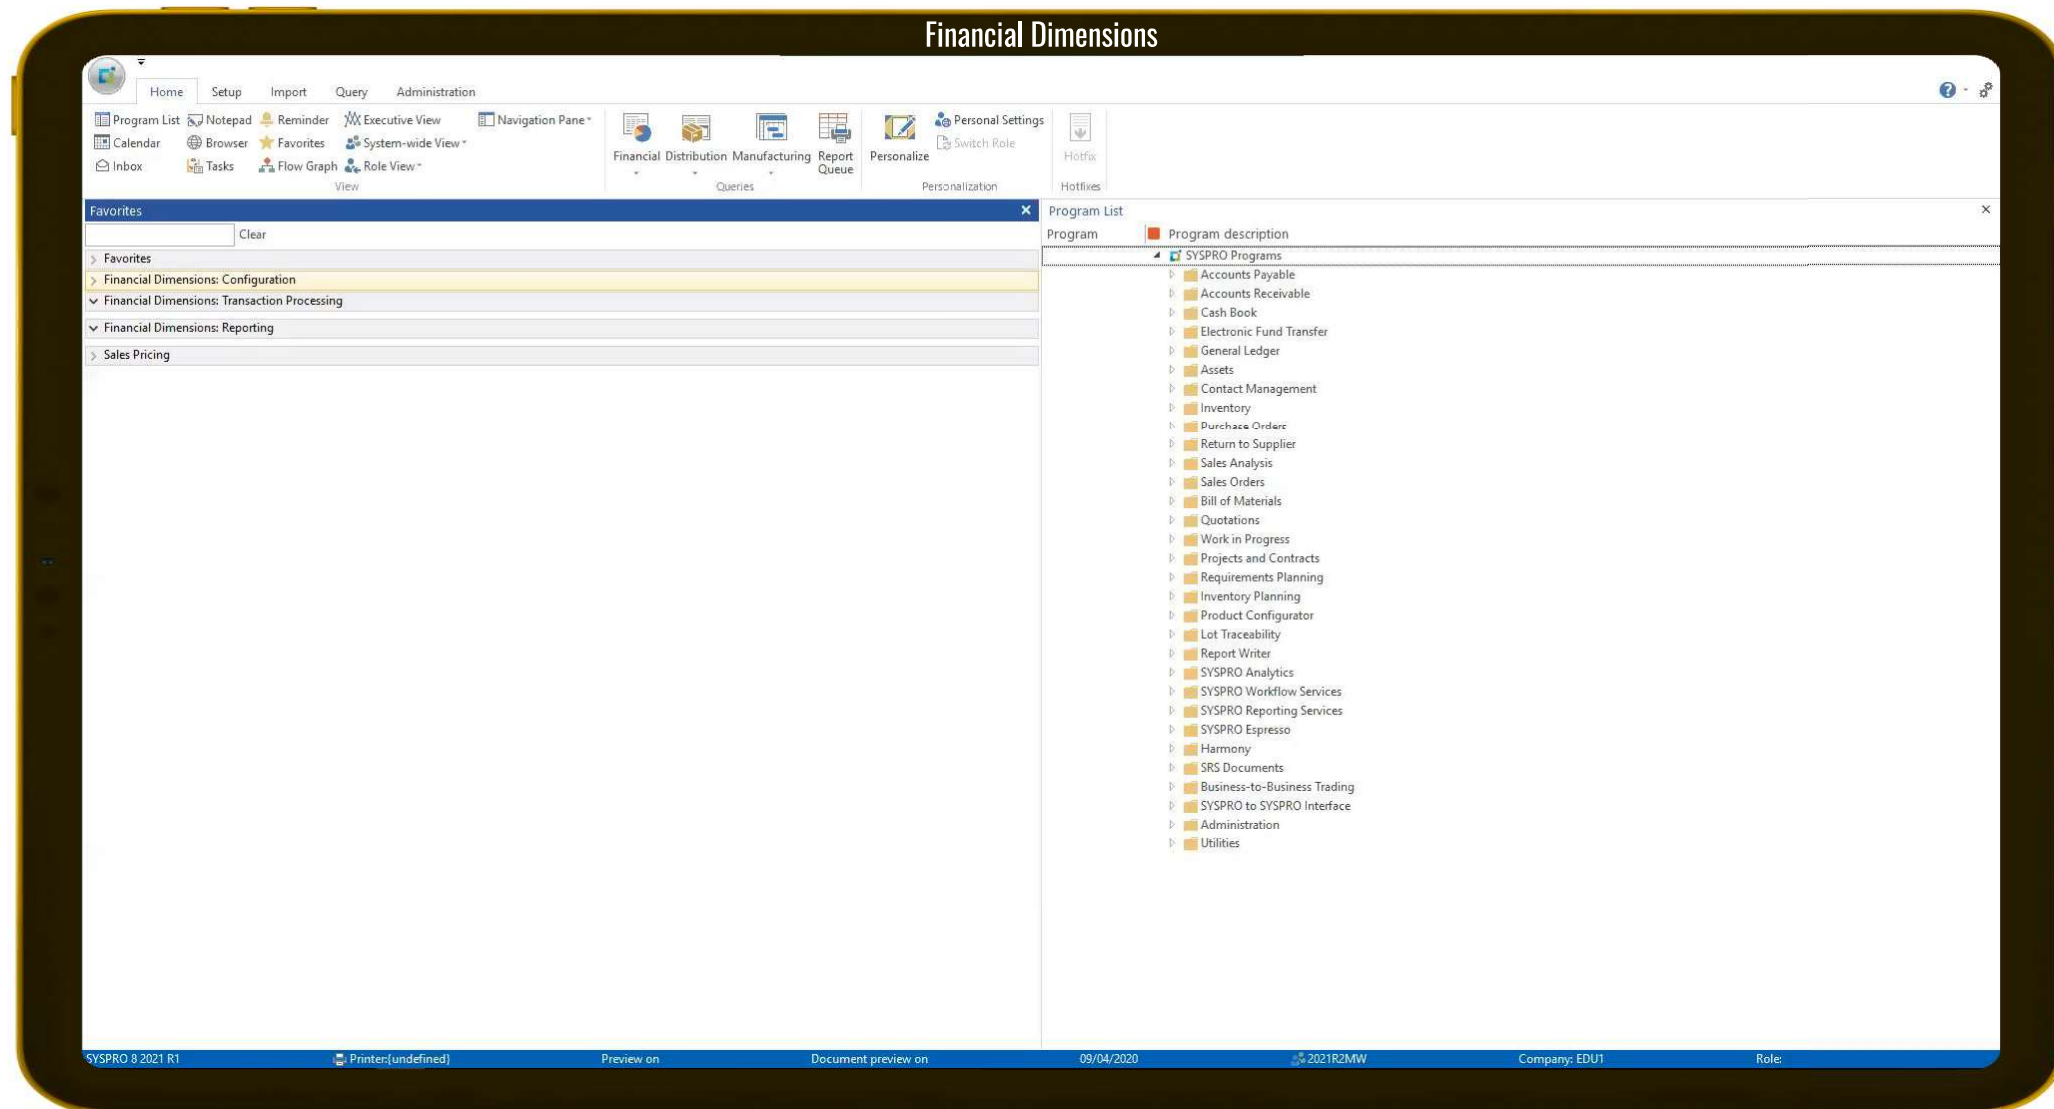 Financial Dimensions
Home Setup Import Query Administration
Program List Notepad Reminder Executive View Navigation Pane
Calendar Browser Favorites System-wide View
Inbox Tasks Flow Graph Role View
View
Financial Distribution Manufacturing Report Queue
Queries
Personalize Personal Settings
Switch Role
Personalization
Hotfix
Hotfixes
Favorites
Clear
Favorites
Financial Dimensions: Configuration
Financial Dimensions: Transaction Processing
Financial Dimensions: Reporting
Sales Pricing
Program List
Program Program description
SYSPRO Programs
Accounts Payable
Accounts Receivable
Cash Book
Electronic Fund Transfer
General Ledger
Assets
Contact Management
Inventory
Purchase Orders
Return to Supplier
Sales Analysis
Sales Orders
Bill of Materials
Quotations
Work in Progress
Projects and Contracts
Requirements Planning
Inventory Planning
Product Configurator
Lot Traceability
Report Writer
SYSPRO Analytics
SYSPRO Workflow Services
SYSPRO Reporting Services
SYSPRO Espresso
Harmony
SRS Documents
Business-to-Business Trading
SYSPRO to SYSPRO Interface
Administration
Utilities
SYSPRO 8 2021 R1 Printer:{undefined} Preview on Document preview on 09/04/2020 2021R2MW Company: EDU1 Role: